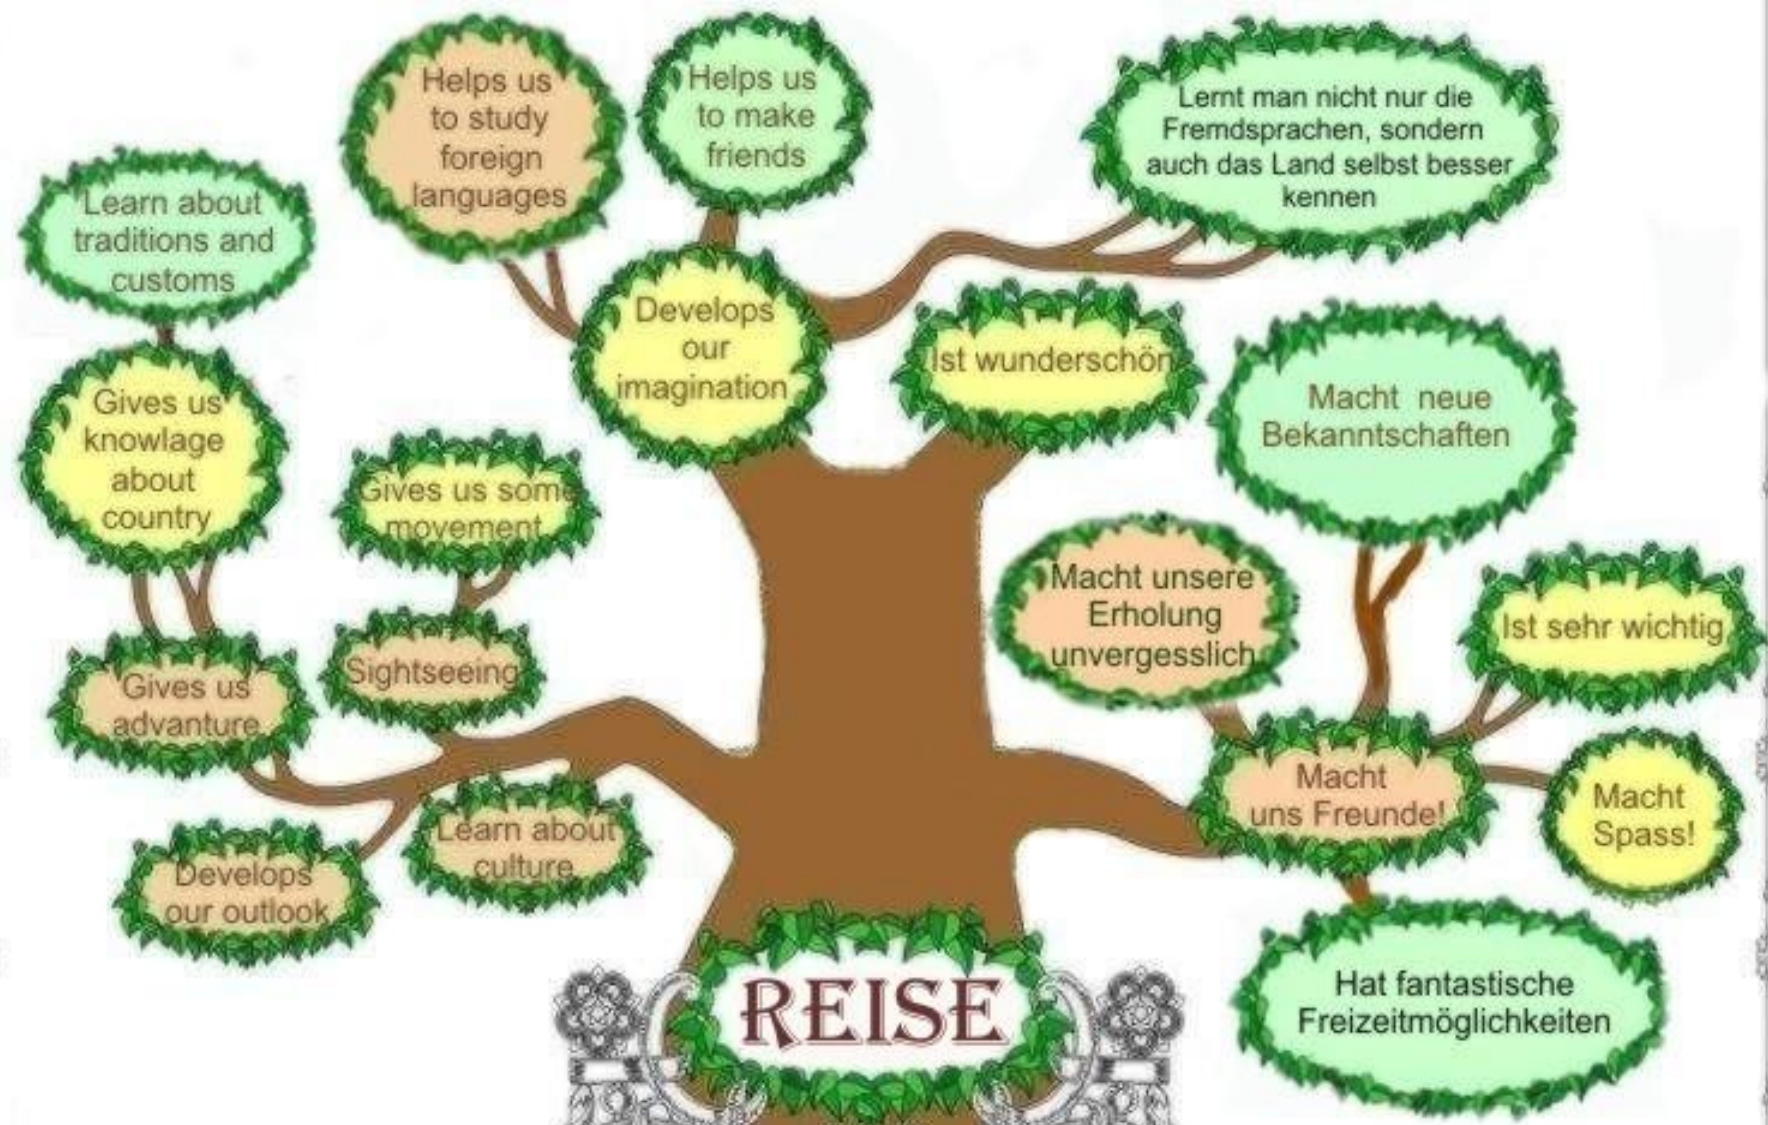 Helps us
to study
foreign
languages
Helps us
to make
friends
Lernt man nicht nur die
Fremdsprachen, sondern
auch das Land selbst besser
kennen
Learn about
traditions and
customs
Develops
our
imagination
Ist wunderschön
Macht neue
Bekanntschaften
Gives us
knowlage
about
country
Gives us some
movement
Macht unsere
Erholung
unvergesslich
Ist sehr wichtig
Gives us
advanture
Sightseeing
Macht
uns Freunde!
Macht
Spass!
Develops
our outlook
Learn about
culture
Hat fantastische
Freizeitmöglichkeiten
REISE